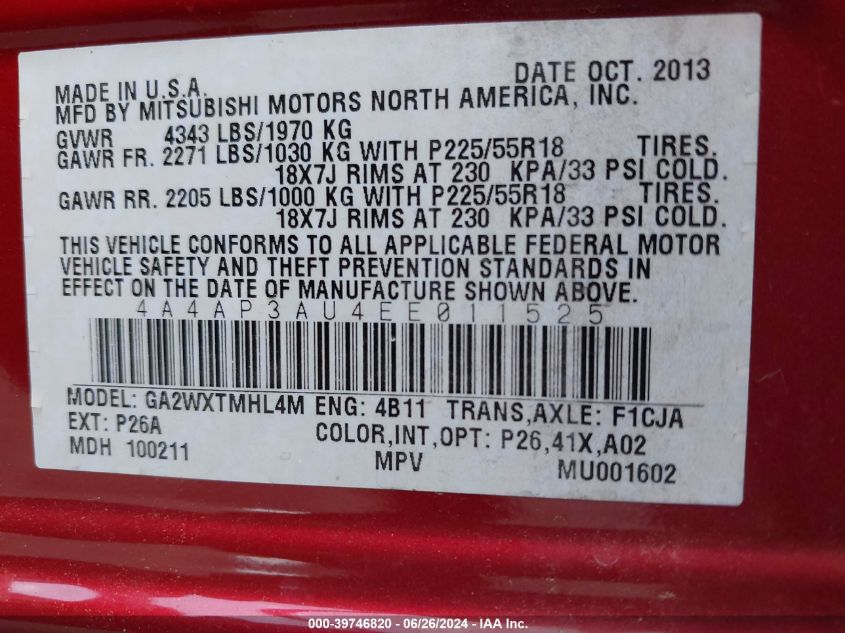 DATE OCT. 2013
MADE IN U.S.A.
MFD BY MITSUBISHI MOTORS NORTH AMERICA, INC.
GVWR 4343 LBS/1970 KG
GAWR FR. 2271 LBS/1030 KG WITH P225/55R18 TIRES.
18X7J RIMS AT 230 KPA/33 PSI COLD.
GAWR RR. 2205 LBS/1000 KG WITH P225/55R18 TIRES.
18X7J RIMS AT 230 KPA/33 PSI COLD.
THIS VEHICLE CONFORMS TO ALL APPLICABLE FEDERAL MOTOR
VEHICLE SAFETY AND THEFT PREVENTION STANDARDS IN
EFFECT ON THE DATE OF MANUFACTURE SHOWN ABOVE.
4A4AP3AU4EE011525
MODEL: GA2WXTMHL4M ENG: 4B11 TRANS,AXLE: F1CJA
EXT: P26A COLOR,INT,OPT: P26,41X,A02
MDH 100211 MPV MU001602
000-39746820 - 06/26/2024 - IAA Inc.